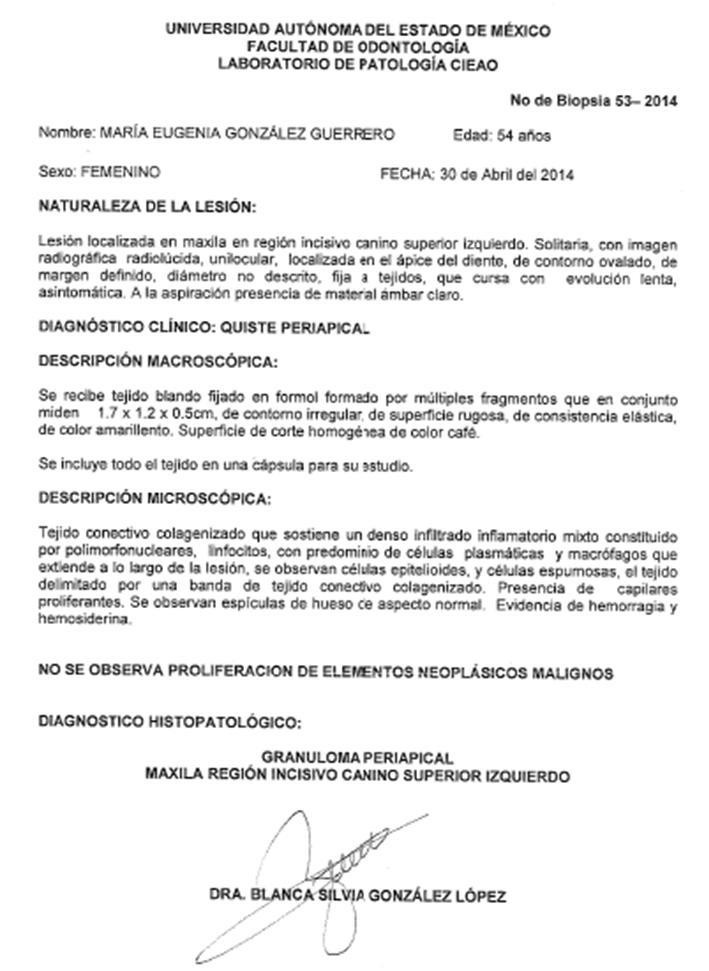 UNIVERSIDAD AUTÓNOMA DEL ESTADO DE MÉXICO
FACULTAD DE ODONTOLOGÍA
LABORATORIO DE PATOLOGÍA CIEAO
No de Biopsia 53– 2014
Nombre: MARÍA EUGENIA GONZÁLEZ GUERRERO Edad: 54 años
Sexo: FEMENINO FECHA: 30 de Abril del 2014
NATURALEZA DE LA LESIÓN:
Lesión localizada en maxila en región incisivo canino superior izquierdo. Solitaria, con imagen
radiográfica radiolúcida, unilocular, localizada en el ápice del diente, de contorno ovalado, de
margen definido, diámetro no descrito, fija a tejidos, que cursa con evolución lenta,
asintomática. A la aspiración presencia de material ámbar claro.
DIAGNÓSTICO CLÍNICO: QUISTE PERIAPICAL
DESCRIPCIÓN MACROSCÓPICA:
Se recibe tejido blando fijado en formol formado por múltiples fragmentos que en conjunto
miden 1.7 x 1.2 x 0.5cm, de contorno irregular, de superficie rugosa, de consistencia elástica,
de color amarillento. Superficie de corte homogénea de color café.
Se incluye todo el tejido en una cápsula para su estudio.
DESCRIPCIÓN MICROSCÓPICA:
Tejido conectivo colagenizado que sostiene un denso infiltrado inflamatorio mixto constituido
por polimorfonucleares, linfocitos, con predominio de células plasmáticas y macrófagos que
extiende a lo largo de la lesión, se observan células epitelioides, y células espumosas, el tejido
delimitado por una banda de tejido conectivo colagenizado. Presencia de capilares
proliferantes. Se observan espículas de hueso de aspecto normal. Evidencia de hemorragia y
hemosiderina.
NO SE OBSERVA PROLIFERACION DE ELEMENTOS NEOPLÁSICOS MALIGNOS
DIAGNOSTICO HISTOPATOLÓGICO:
GRANULOMA PERIAPICAL
MAXILA REGIÓN INCISIVO CANINO SUPERIOR IZQUIERDO
DRA. BLANCA SILVIA GONZÁLEZ LÓPEZ